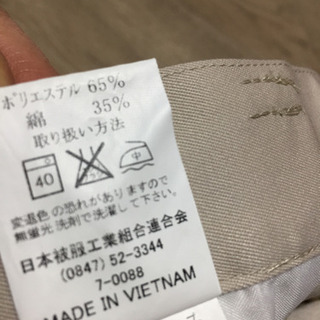 ポリエステル 65%
綿 35%
取り扱い方法
40 中
変退色の恐れがありますので
無蛍光洗剤で洗濯して下さい
日本被服工業組合連合会
(0847) 52-3344
7-0088
MADE IN VIETNAM